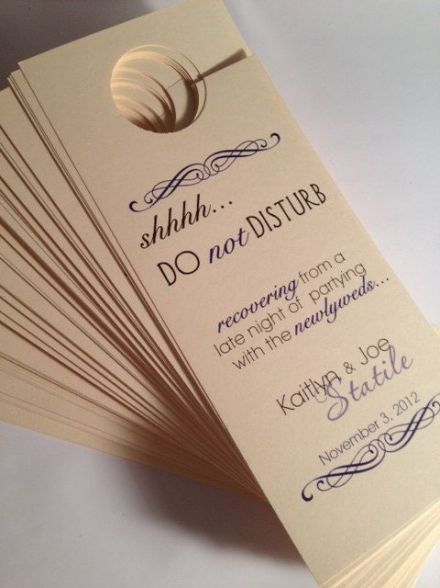 shhhh...
DO not DISTURB
recovering from a
late night of partying
with the newlyweds...
Kaitlyn & Joe
Statile
November 3, 2012